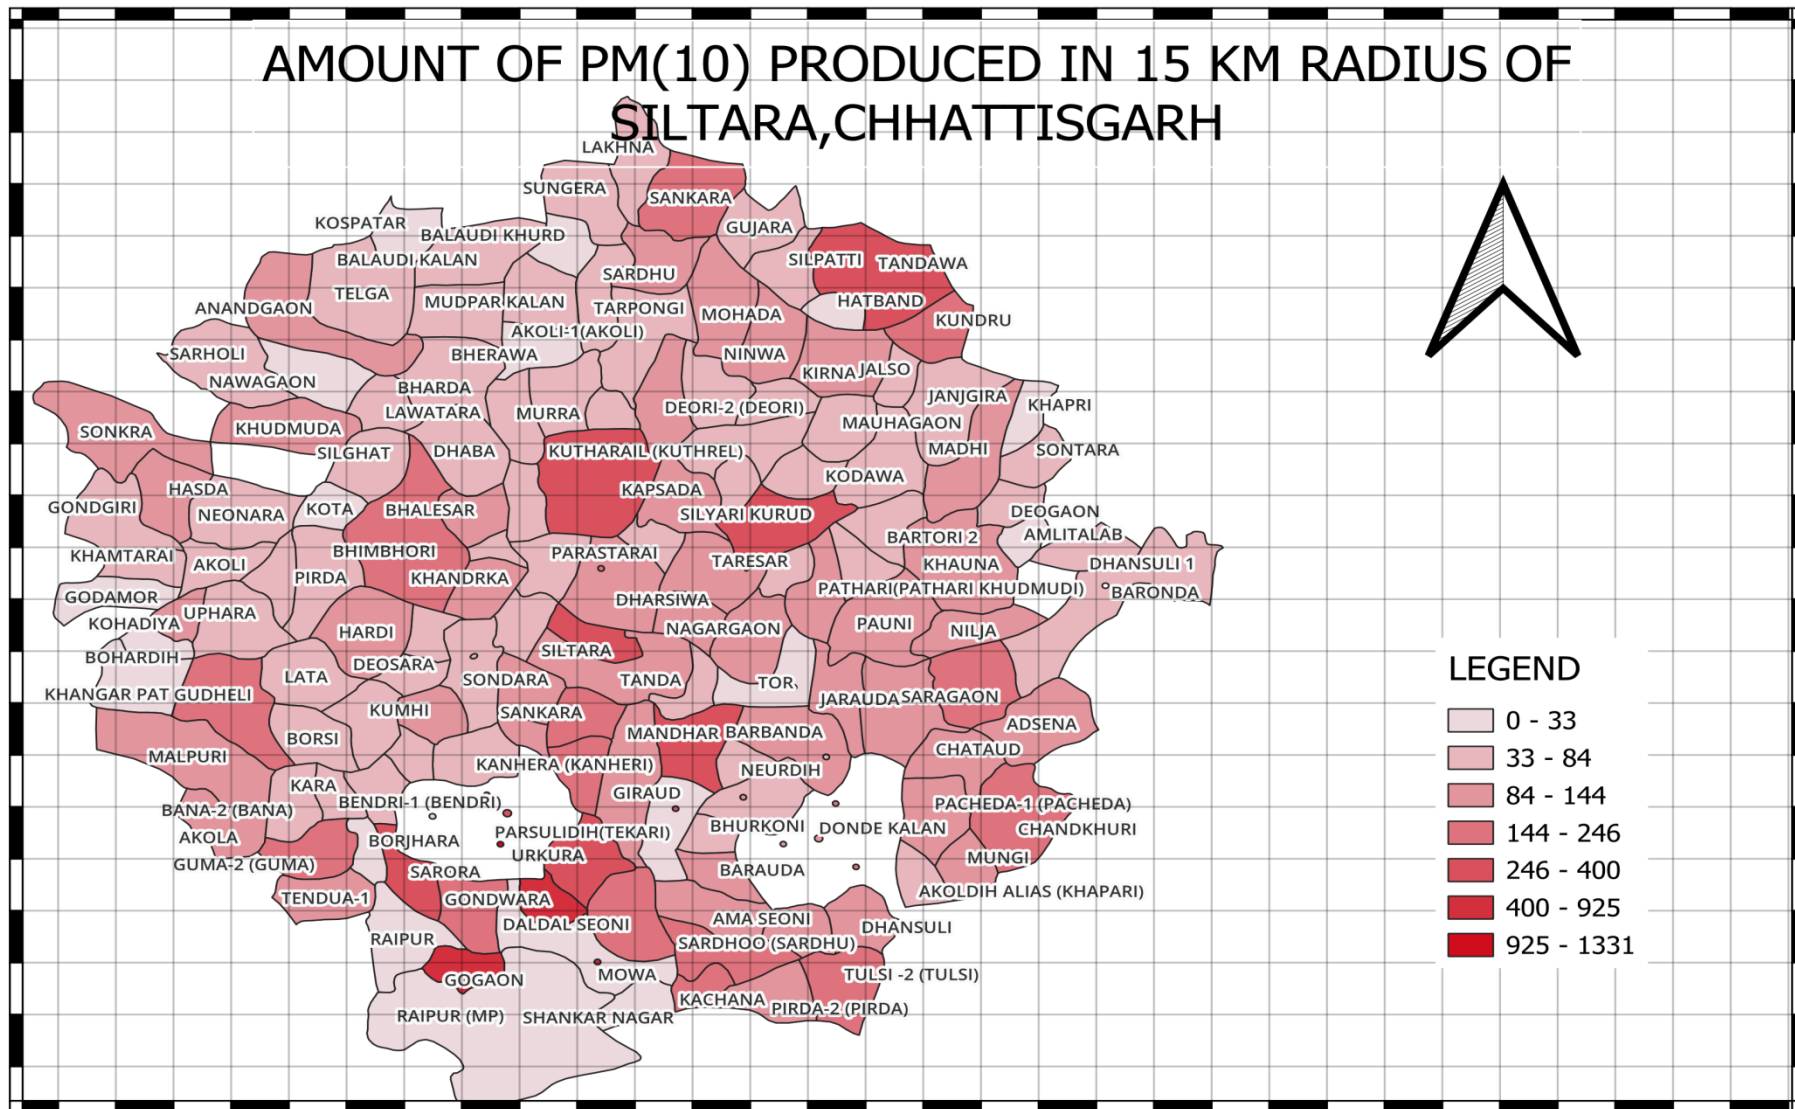 AMOUNT OF PM(10) PRODUCED IN 15 KM RADIUS OF
SILTARA,CHHATTISGARH
LAKHNA
SUNGERA
SANKARA
KOSPATAR
BALAUDI KHURD
GUJARA
BALAUDI KALAN
SARDHU
SILPATTI
TANDAWA
TELGA
MUDPAR KALAN
TARPONGI
MOHADA
HATBAND
ANANDGAON
AKOLI-1(AKOLI)
KUNDRU
SARHOLI
BHERAWA
NINWA
NAWAGAON
BHARDA
KIRNA
JALSO
LAWATARA
MURRA
DEORI-2 (DEORI)
JANJGIRA
KHAPRI
SONKRA
KHUDMUDA
MAUHAGAON
SILGHAT
DHABA
KUTHARAIL (KUTHREL)
MADHI
SONTARA
HASDA
KAPSADA
KODAWA
GONDGIRI
NEONARA
KOTA
BHALESAR
SILYARI KURUD
DEOGAON
AMLITALAB
KHAMTARAI
AKOLI
BHIMBHORI
PARASTARAI
TARESAR
BARTORI 2
KHAUNA
DHANSULI 1
PIRDA
KHANDRKA
GODAMOR
UPHARA
DHARSIWA
PATHARI(PATHARI KHUDMUDI)
BARONDA
KOHADIYA
HARDI
NAGARGAON
PAUNI
NILJA
BOHARDIH
LATA
DEOSARA
SILTARA
KHANGAR PAT GUDHELI
SONDARA
TANDA
TOR
JARAUDA
SARAGAON
KUMHI
SANKARA
MALPURI
BORSI
MANDHAR
BARBANDA
ADSENA
CHATAUD
KANHERA (KANHERI)
NEURDIH
KARA
GIRAUD
BANA-2 (BANA)
BENDRI-1 (BENDRI)
PACHEDA-1 (PACHEDA)
AKOLA
BORJHARA
PARSULIDIH(TEKARI)
BHURKONI
DONDE KALAN
CHANDKHURI
GUMA-2 (GUMA)
SARORA
URKURA
BARAUDA
MUNGI
TENDUA-1
GONDWARA
AKOLDIH ALIAS (KHAPARI)
RAIPUR
DALDAL SEONI
AMA SEONI
DHANSULI
SARDHOO (SARDHU)
GOGAON
MOWA
TULSI -2 (TULSI)
RAIPUR (MP)
SHANKAR NAGAR
KACHANA
PIRDA-2 (PIRDA)
LEGEND
0 - 33
33 - 84
84 - 144
144 - 246
246 - 400
400 - 925
925 - 1331